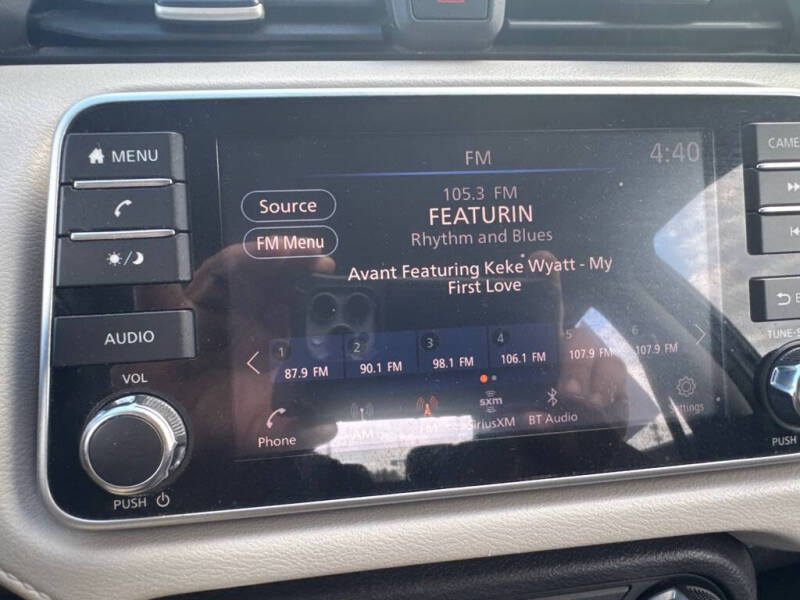 MENU
AUDIO
VOL
PUSH
FM
4:40
Source
FM Menu
105.3 FM
FEATURIN
Rhythm and Blues
Avant Featuring Keke Wyatt - My
First Love
1 2 3 4 5 6
87.9 FM 90.1 FM 98.1 FM 106.1 FM 107.9 FM 107.9 FM
Phone
AM
FM
sxm
SiriusXM
BT Audio
Settings
PUSH